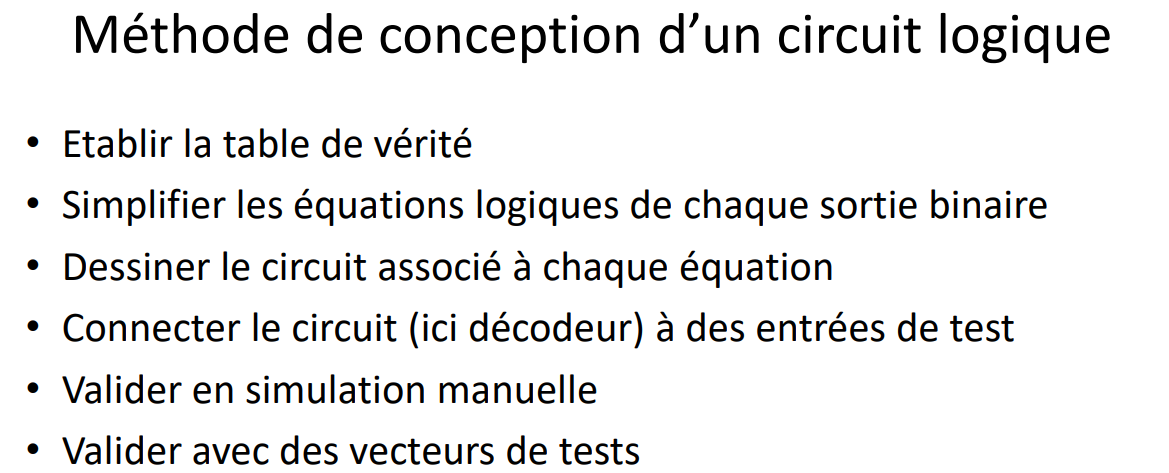 Méthode de conception d’un circuit logique
• Etablir la table de vérité
• Simplifier les équations logiques de chaque sortie binaire
• Dessiner le circuit associé à chaque équation
• Connecter le circuit (ici décodeur) à des entrées de test
• Valider en simulation manuelle
• Valider avec des vecteurs de tests